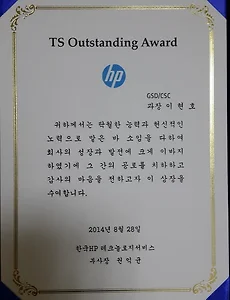 TS Outstanding Award
hp
GSD/CSC
과장 이 현 호
귀하께서는 탁월한 능력과 헌신적인
노력으로 맡은 바 소임을 다하여
회사의 성장과 발전에 크게 이바지
하였기에 그 간의 공로를 치하하고
감사의 마음을 전하고자 이 상장을
수여합니다.
2014년 8월 28일
한국HP 테크놀로지서비스
부사장 권 익 균